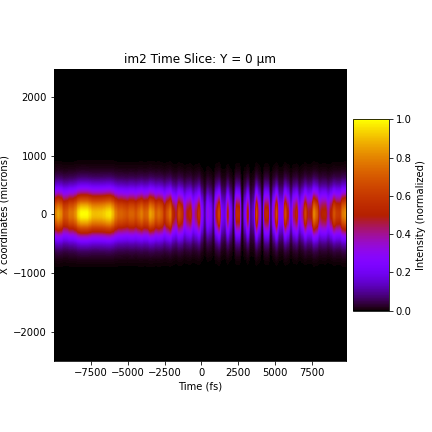 im2 Time Slice: Y = 0 μm
X coordinates (microns)
2000
1000
0
−1000
−2000
−7500 −5000 −2500 0 2500 5000 7500
Time (fs)
1.0
0.8
0.6
0.4
0.2
0.0
Intensity (normalized)